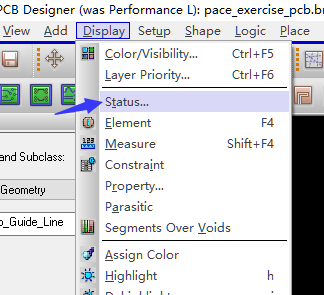 PCB Designer (was Performance L): pace_exercise_pcb.br
Add Display Setup Shape Logic Place
Color/Visibility... Ctrl+F5
Layer Priority... Ctrl+F6
Status...
Element F4
Measure Shift+F4
Constraint
Property...
Parasitic
Segments Over Voids
Assign Color
Highlight h
and Subclass:
Geometry
o_Guide_Line